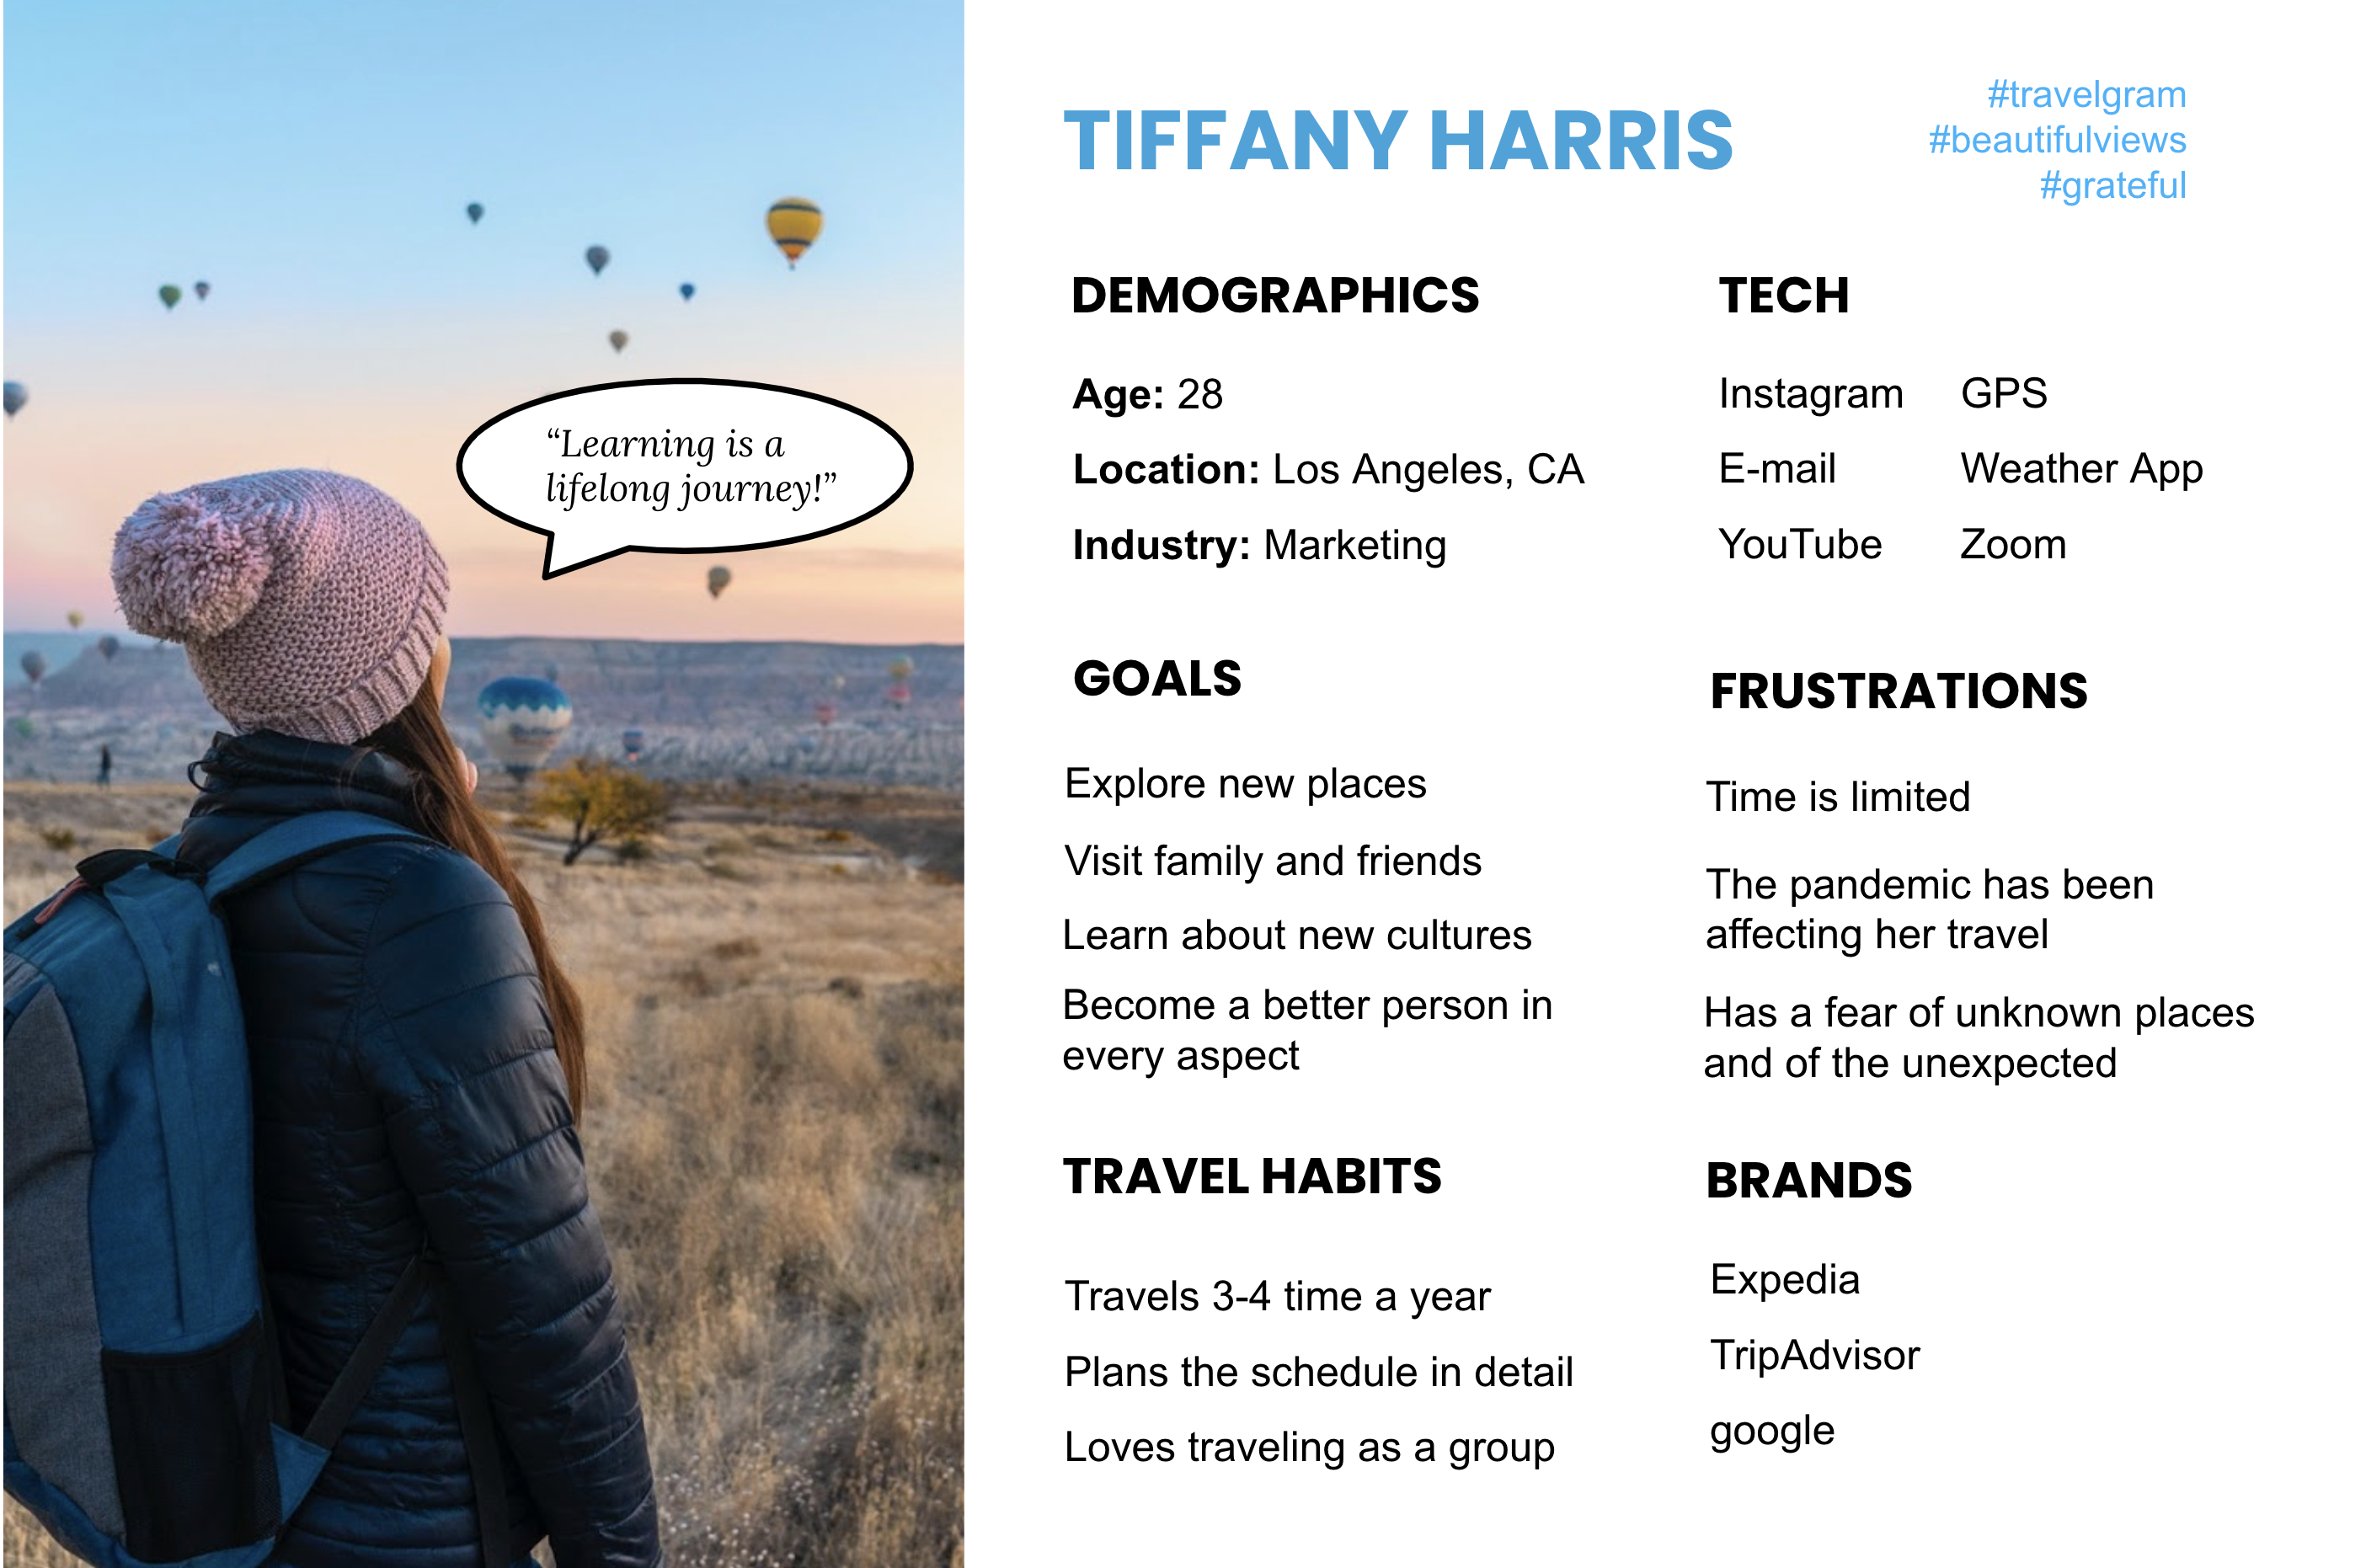 “Learning is a
lifelong journey!”
TIFFANY HARRIS
#travelgram
#beautifulviews
#grateful
DEMOGRAPHICS
Age: 28
Location: Los Angeles, CA
Industry: Marketing
TECH
Instagram GPS
E-mail Weather App
YouTube Zoom
GOALS
Explore new places
Visit family and friends
Learn about new cultures
Become a better person in
every aspect
FRUSTRATIONS
Time is limited
The pandemic has been
affecting her travel
Has a fear of unknown places
and of the unexpected
TRAVEL HABITS
Travels 3-4 time a year
Plans the schedule in detail
Loves traveling as a group
BRANDS
Expedia
TripAdvisor
google